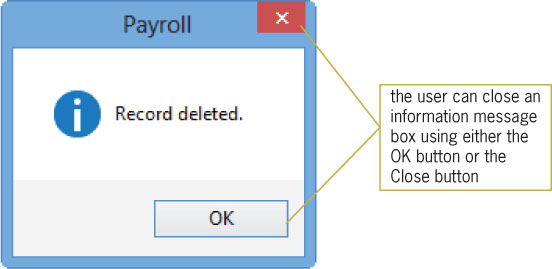 Payroll
Record deleted.
OK
the user can close an
information message
box using either the
OK button or the
Close button